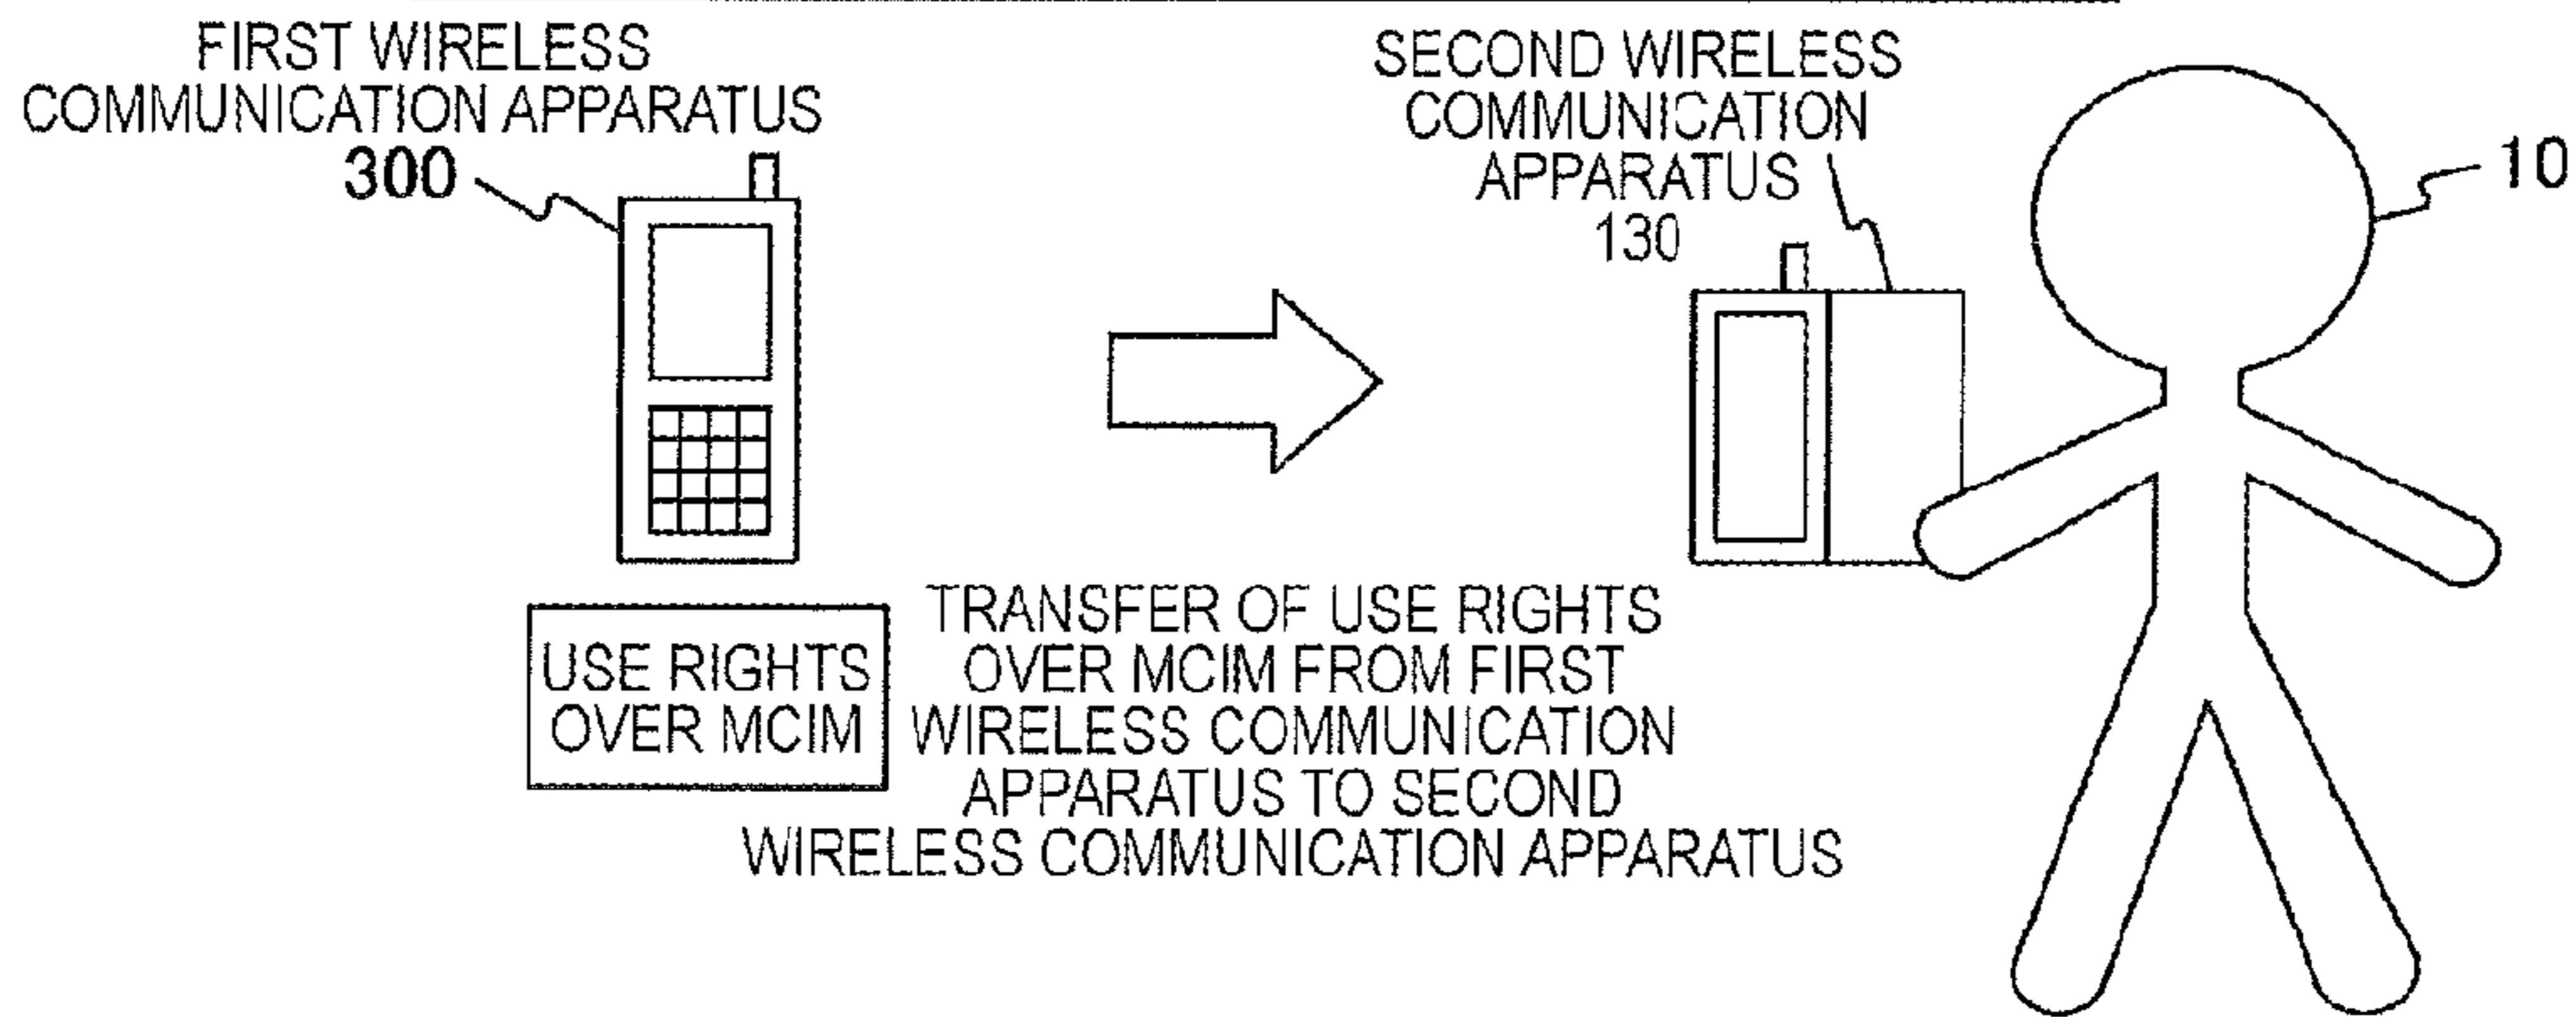 FIRST WIRELESS
COMMUNICATION APPARATUS
300
SECOND WIRELESS
COMMUNICATION
APPARATUS
130
10
USE RIGHTS
OVER MCIM
TRANSFER OF USE RIGHTS
OVER MCIM FROM FIRST
WIRELESS COMMUNICATION
APPARATUS TO SECOND
WIRELESS COMMUNICATION APPARATUS